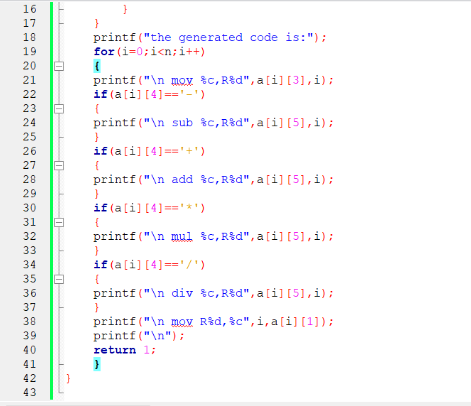 16 }
17 }
18 printf("the generated code is:");
19 for(i=0;i<n;i++)
20 {
21 printf("\n mov %c,R%d",a[i][3],i);
22 if(a[i][4]=='-')
23 {
24 printf("\n sub %c,R%d",a[i][5],i);
25 }
26 if(a[i][4]=='+')
27 {
28 printf("\n add %c,R%d",a[i][5],i);
29 }
30 if(a[i][4]=='*')
31 {
32 printf("\n mul %c,R%d",a[i][5],i);
33 }
34 if(a[i][4]=='/')
35 {
36 printf("\n div %c,R%d",a[i][5],i);
37 }
38 printf("\n mov R%d,%c",i,a[i][1]);
39 printf("\n");
40 return 1;
41 }
42 }
43